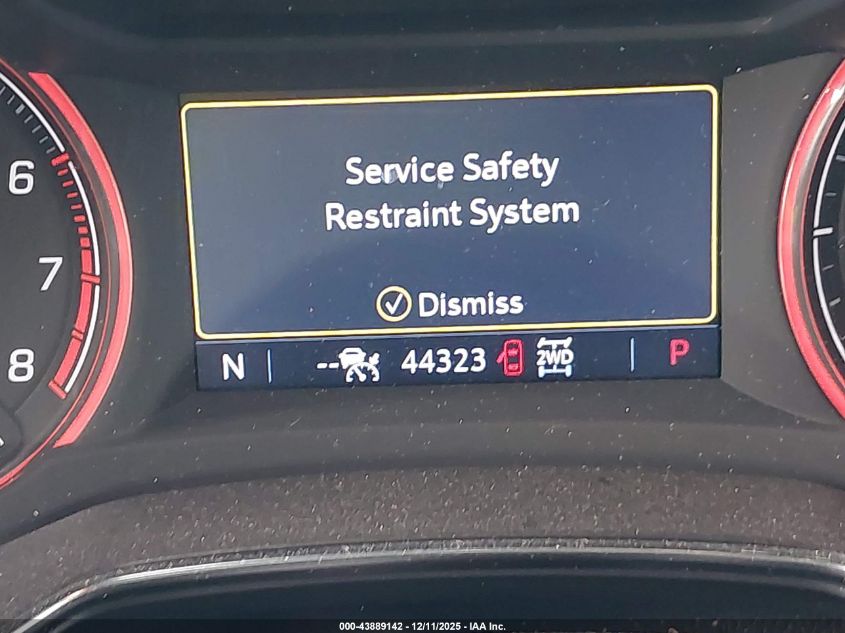 6
7
8
Service Safety
Restraint System
Dismiss
N -- 44323 2WD P
000-43889142 - 12/11/2025 - IAA Inc.